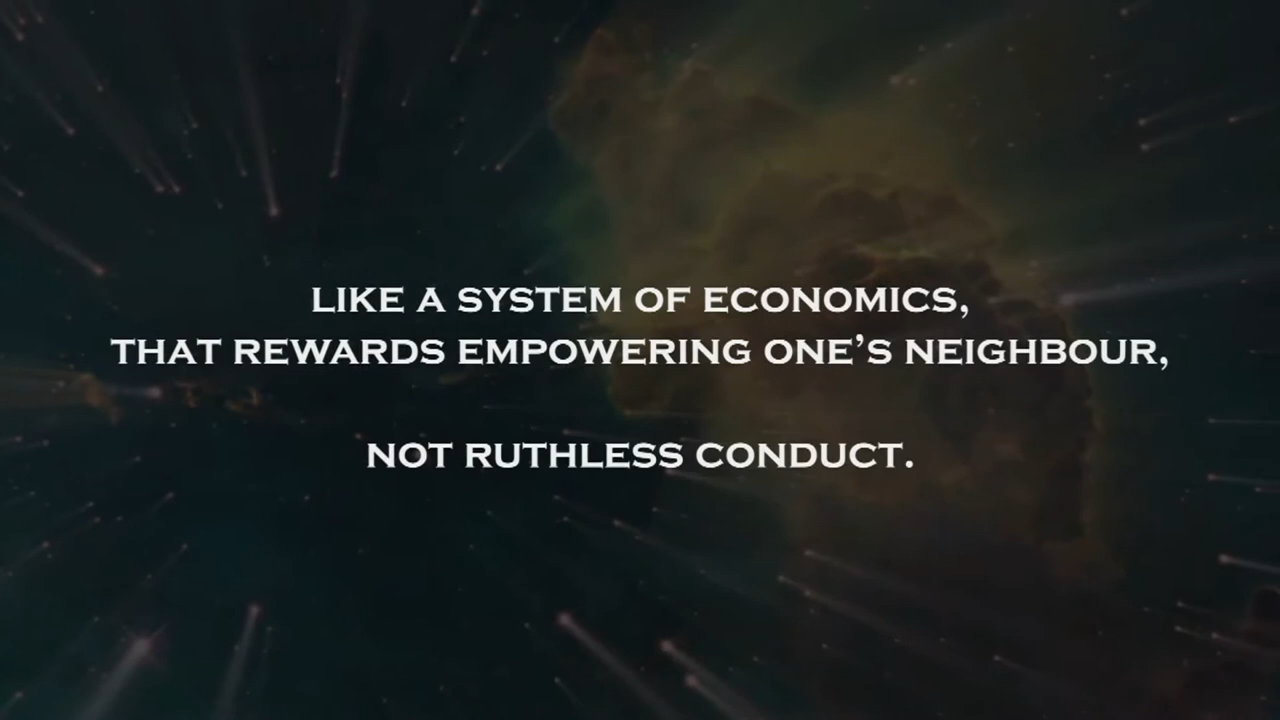 LIKE A SYSTEM OF ECONOMICS,
THAT REWARDS EMPOWERING ONE'S NEIGHBOUR,
NOT RUTHLESS CONDUCT.